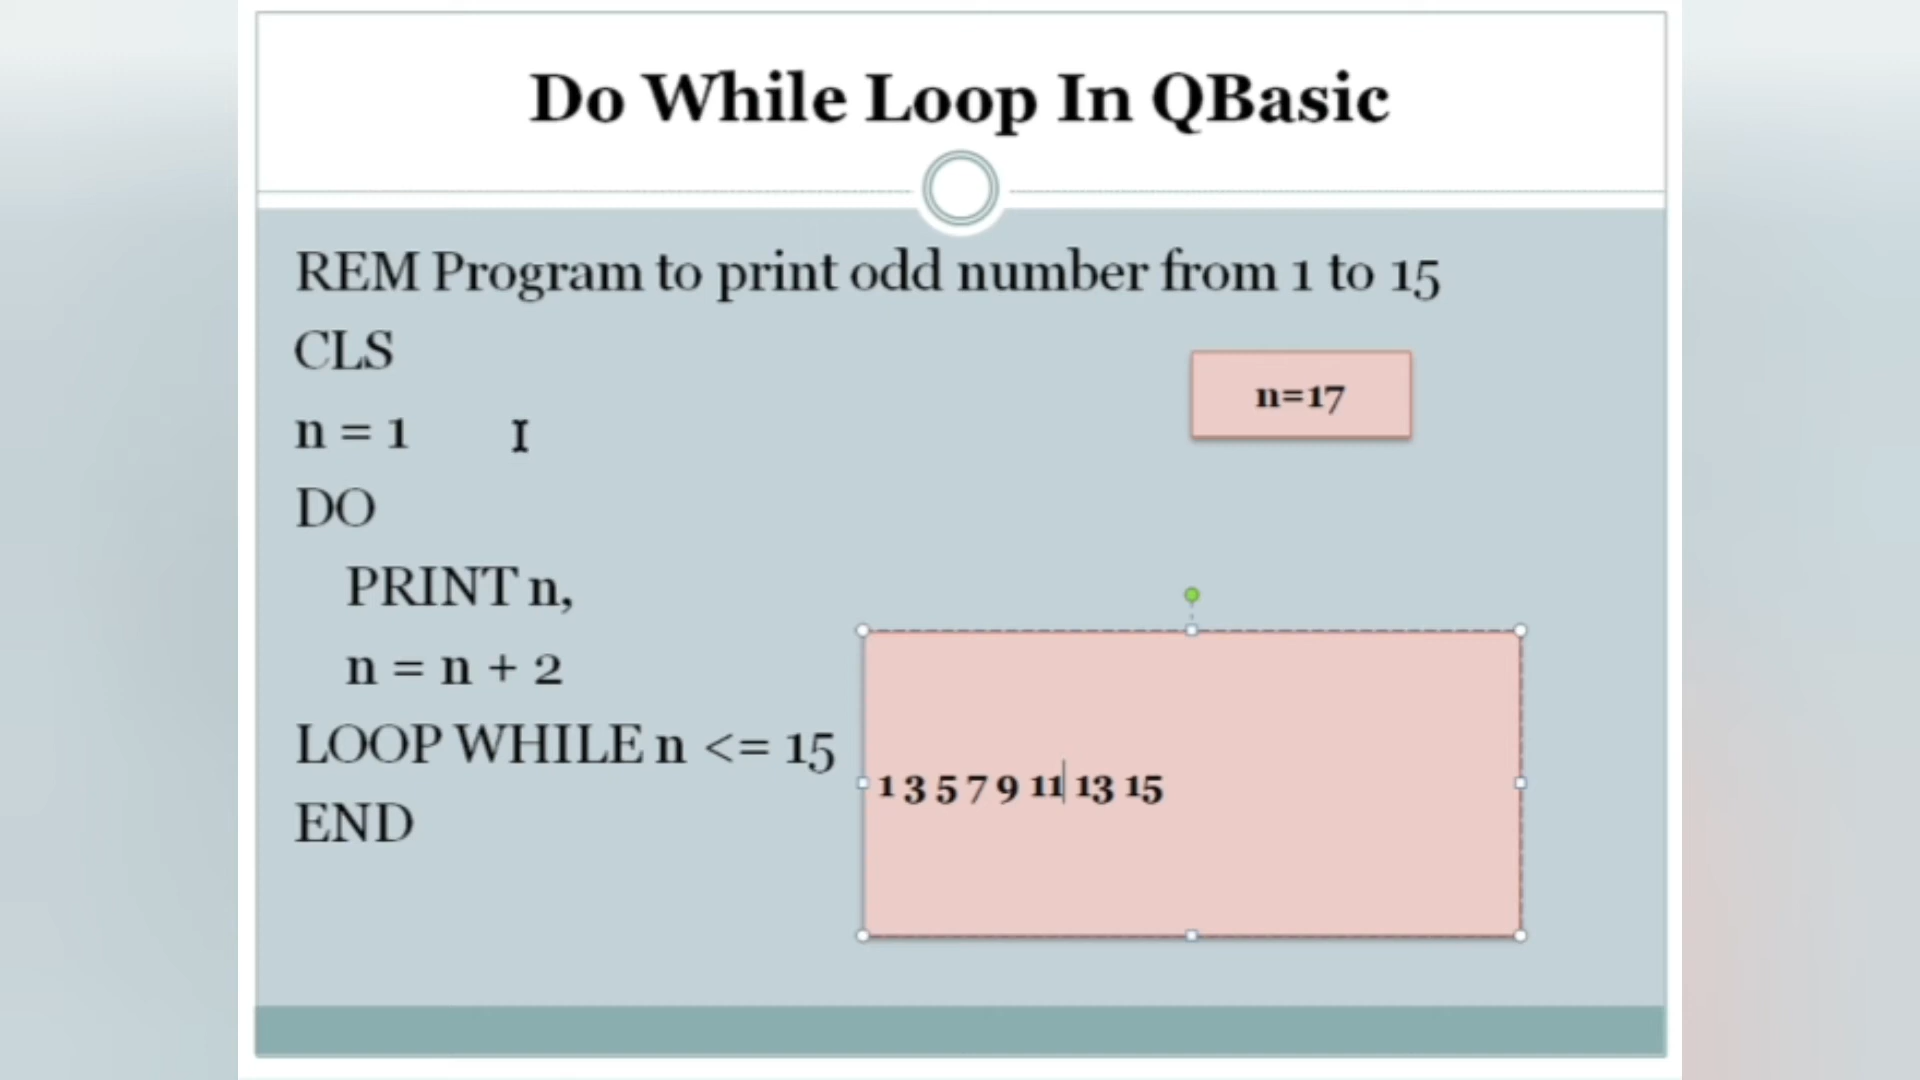 Do While Loop In QBasic
REM Program to print odd number from 1 to 15
CLS
n = 1
n=17
DO
PRINT n,
n = n + 2
LOOP WHILE n <= 15
1 3 5 7 9 11 13 15
END